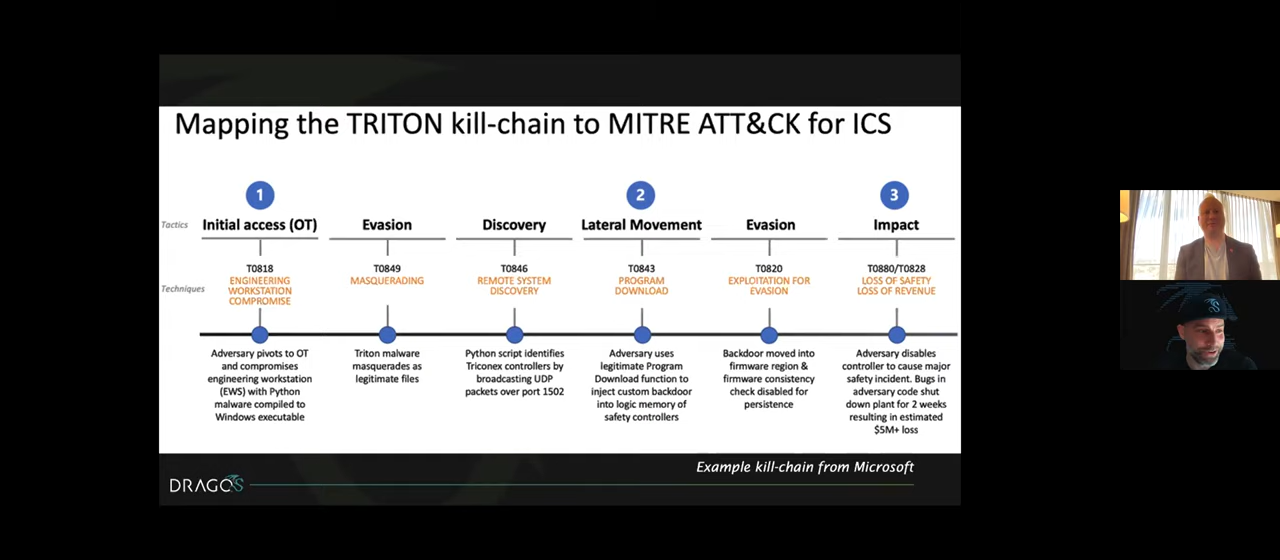 Mapping the TRITON kill-chain to MITRE ATT&CK for ICS
1
2
3
Tactics
Initial access (OT)
Evasion
Discovery
Lateral Movement
Evasion
Impact
Techniques
T0818
ENGINEERING
WORKSTATION
COMPROMISE
T0849
MASQUERADING
T0846
REMOTE SYSTEM
DISCOVERY
T0843
PROGRAM
DOWNLOAD
T0820
EXPLOITATION FOR
EVASION
T0880/T0828
LOSS OF SAFETY
LOSS OF REVENUE
Adversary pivots to OT
and compromises
engineering workstation
(EWS) with Python
malware compiled to
Windows executable
Triton malware
masquerades as
legitimate files
Python script identifies
Triconex controllers by
broadcasting UDP
packets over port 1502
Adversary uses
legitimate Program
Download function to
inject custom backdoor
into logic memory of
safety controllers
Backdoor moved into
firmware region &
firmware consistency
check disabled for
persistence
Adversary disables
controller to cause major
safety incident. Bugs in
adversary code shut
down plant for 2 weeks
resulting in estimated
$5M+ loss
Example kill-chain from Microsoft
DRAGOS